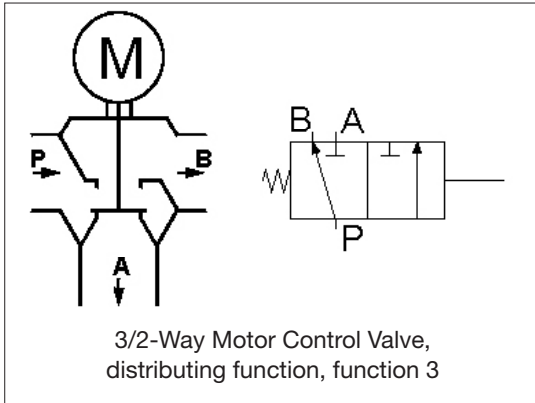 M
P
B
A
B A
P
3/2-Way Motor Control Valve,
distributing function, function 3